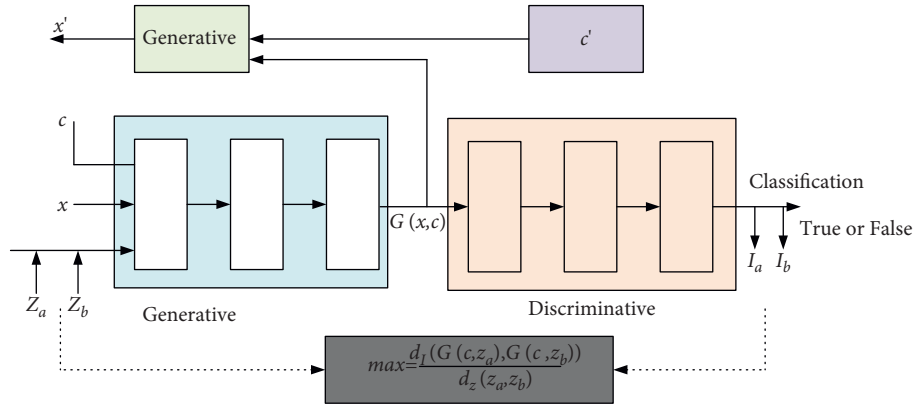 x'
Generative
c'
c
x
Z_a
Z_b
Generative
G (x,c)
Discriminative
Classification
True or False
I_a
I_b
max= d_I (G (c,z_a),G (c ,z_b)) / d_z (z_a,z_b)